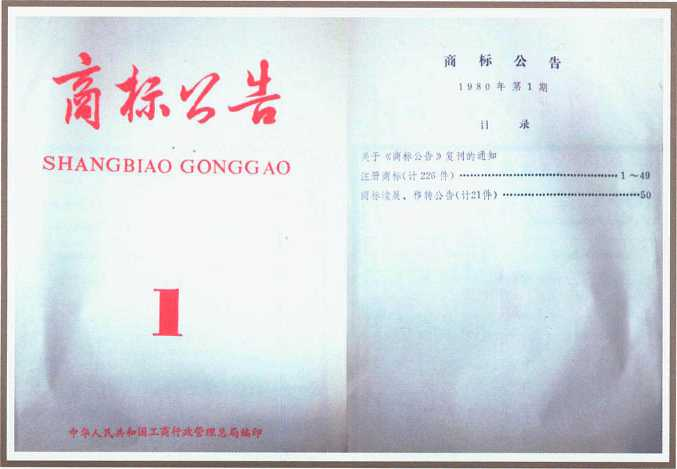 商标公告
SHANGBIAO GONGGAO
1
中华人民共和国工商行政管理总局编印
商标公告
1980年第1期
目录
关于《商标公告》复刊的通知
注册商标(计226件)…………………………………………1～49
商标续展、移转公告(计21件)…………………………………50